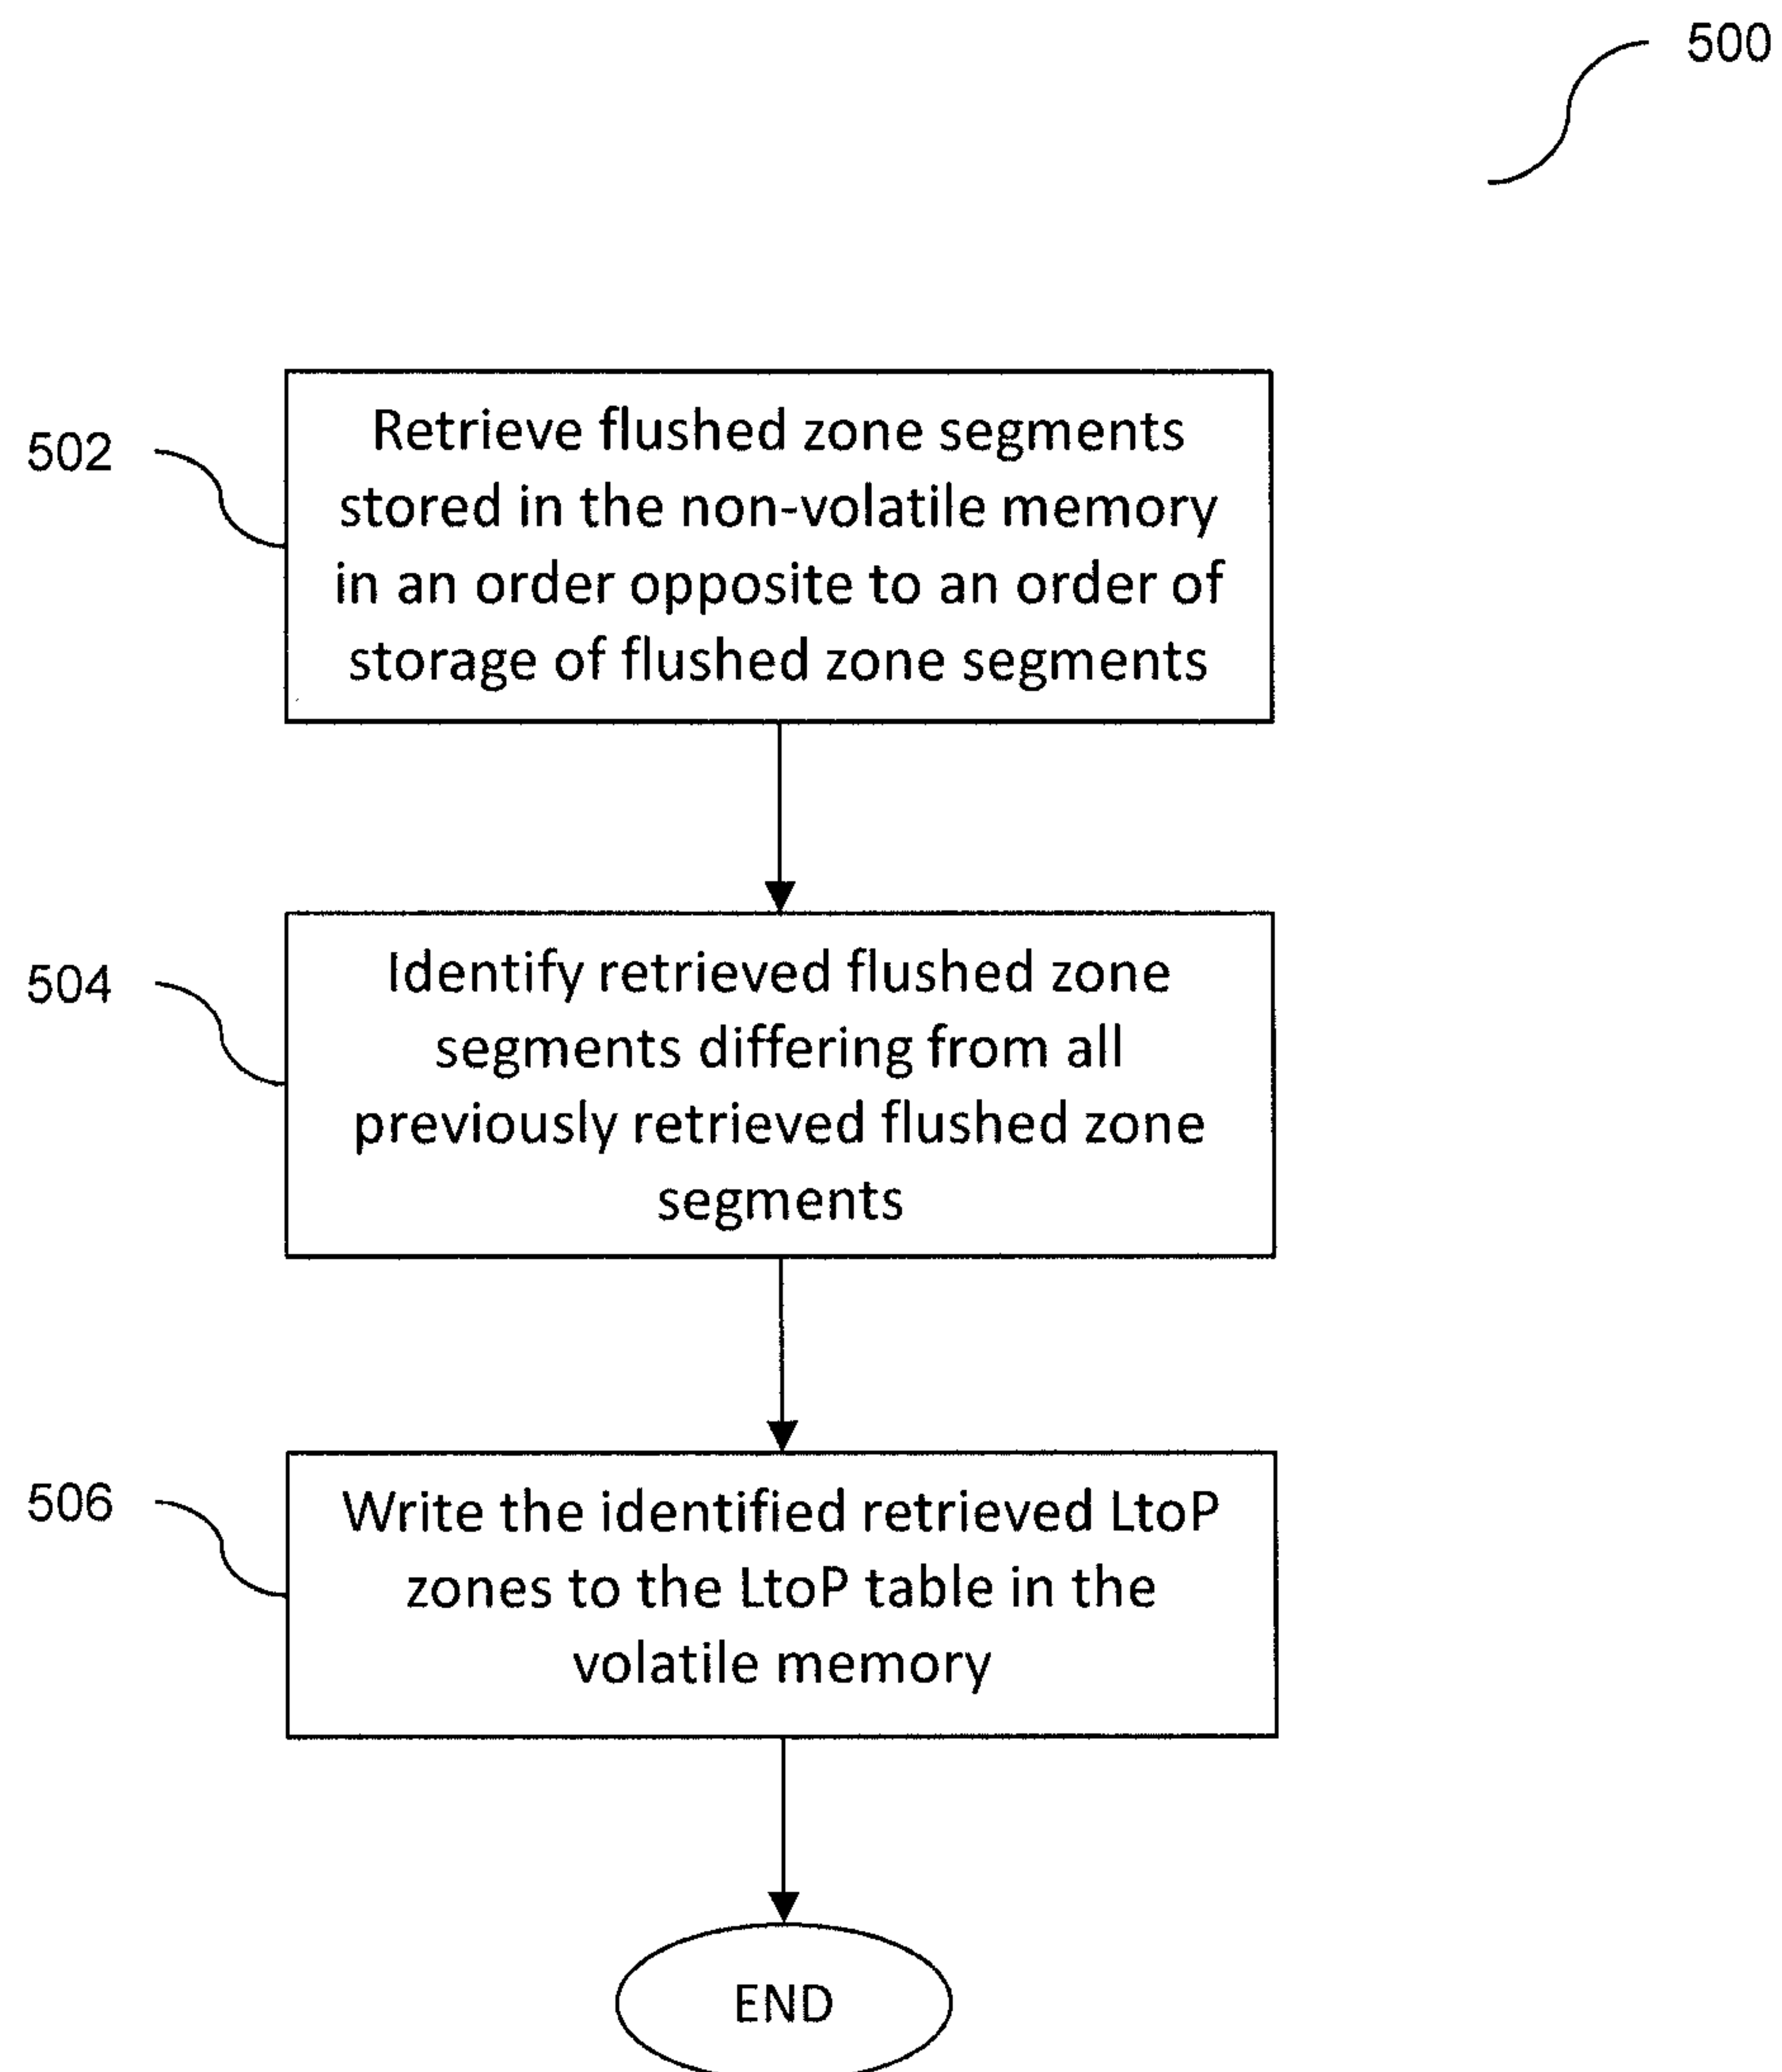 500
502
Retrieve flushed zone segments
stored in the non-volatile memory
in an order opposite to an order of
storage of flushed zone segments
504
Identify retrieved flushed zone
segments differing from all
previously retrieved flushed zone
segments
506
Write the identified retrieved LtoP
zones to the LtoP table in the
volatile memory
END